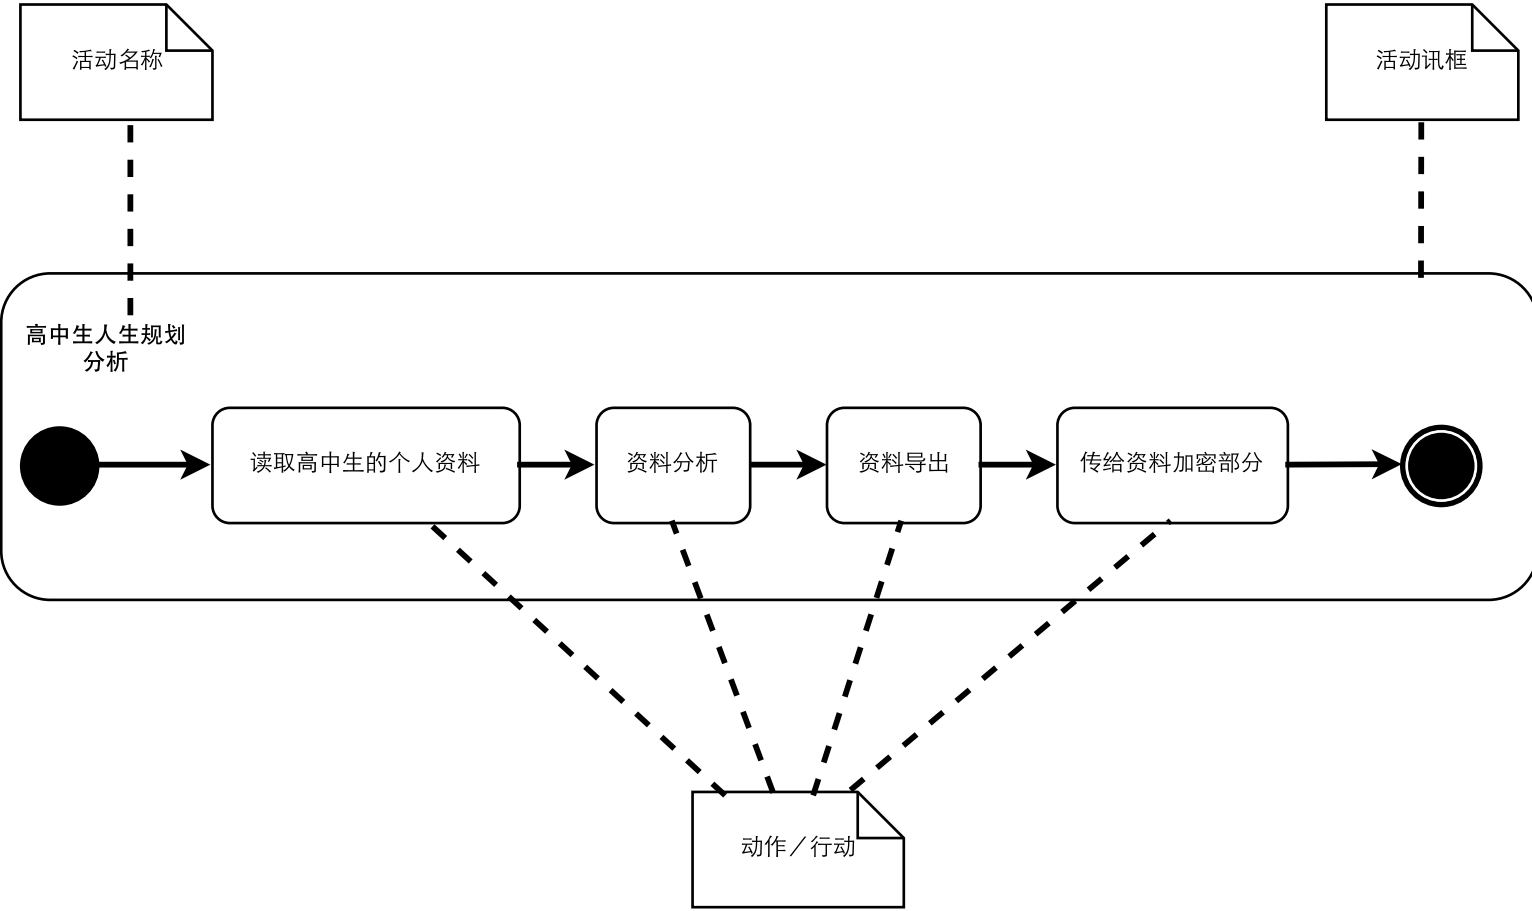 活动名称
活动讯框
高中生人生规划
分析
读取高中生的个人资料
资料分析
资料导出
传给资料加密部分
动作／行动